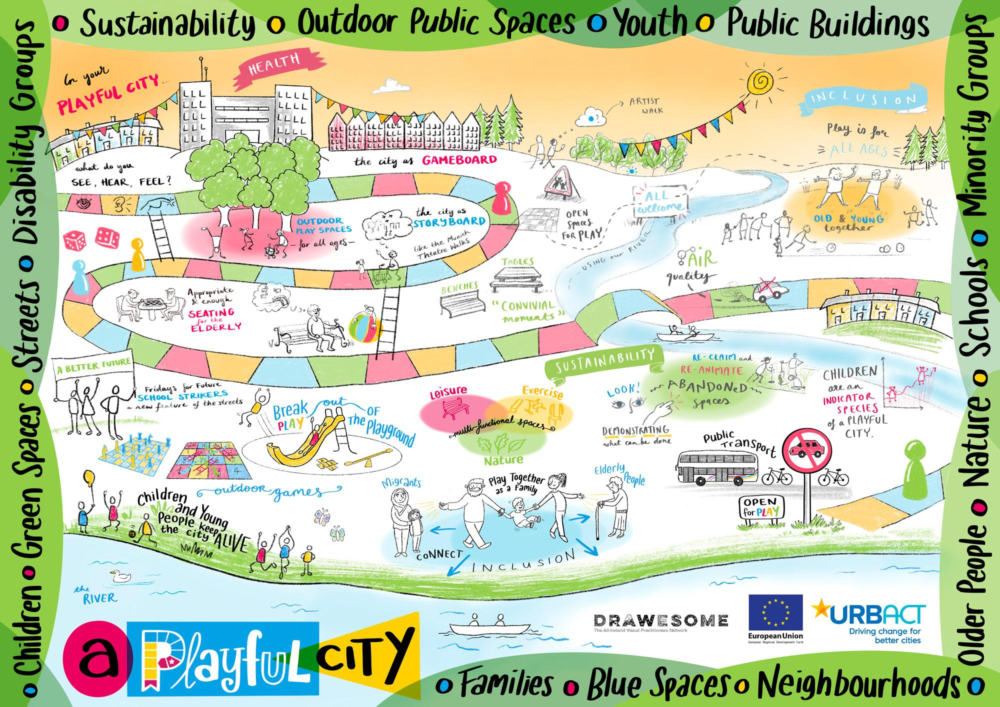 Sustainability
Outdoor Public Spaces
Youth
Public Buildings
Disability Groups
Streets
Green Spaces
Children
Minority Groups
Schools
Nature
Older People
In your
PLAYFUL CITY...
HEALTH
ARTIST
WALK
INCLUSION
Play is for
ALL AGES
what do you
SEE, HEAR, FEEL?
the city as GAMEBOARD
OUTDOOR
PLAY SPACES
-for all ages-
the city as
STORYBOARD
like the Munich
Theatre Walks
OPEN
Spaces
FOR PLAY
ALL
welcome
USING our RIVER
OLD & YOUNG
together
AIR
quality
TABLES
BENCHES
"CONVIVIAL
moments"
Appropriate
& enough
SEATING
for the
ELDERLY
A BETTER FUTURE
Fridays for Future
SCHOOL STRIKERS
a new feature of the streets
SUSTAINABILITY
Leisure
Exercise
multi-functional spaces
Nature
LOOK!
DEMONSTRATING
what can be done
RE-CLAIM and
RE-ANIMATE
ABANDONED
spaces
CHILDREN
are an
INDICATOR
SPECIES
of a PLAYFUL
CITY.
Break out OF
PLAY The Playground
outdoor games
Public
Transport
OPEN
for PLAY
Children
and Young
People keep
the city ALIVE
Migrants
Play Together
as a Family
Elderly
People
CONNECT
INCLUSION
the
RIVER
a Playful CITY
DRAWESOME
The All-Ireland Visual Practitioners Network
European Union
European Regional Development Fund
URBACT
Driving change for
better cities
Families
Blue Spaces
Neighbourhoods